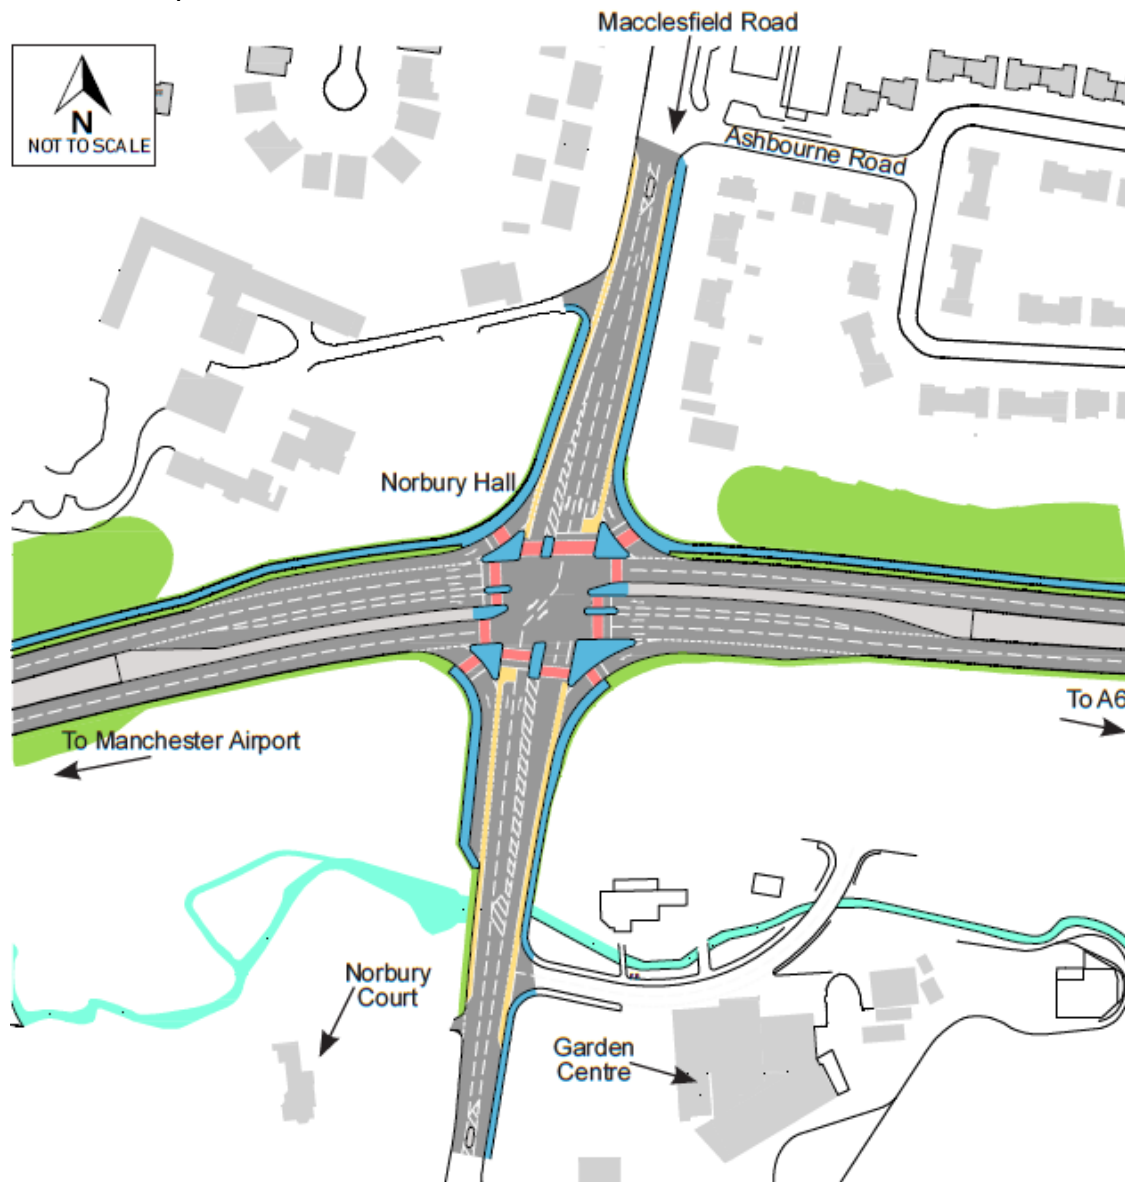 Macclesfield Road
N
NOT TO SCALE
Ashbourne Road
Norbury Hall
To A6
To Manchester Airport
Norbury
Court
Garden
Centre